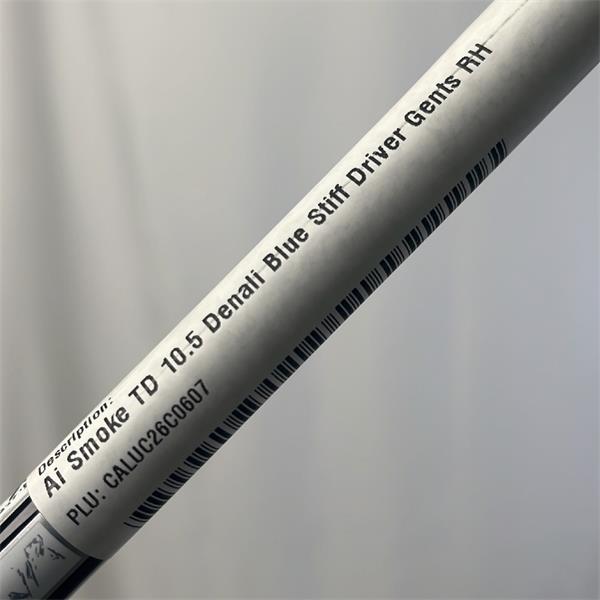 Description:
Ai Smoke TD 10.5 Denali Blue Stiff Driver Gents RH
PLU: CALUC26C0607